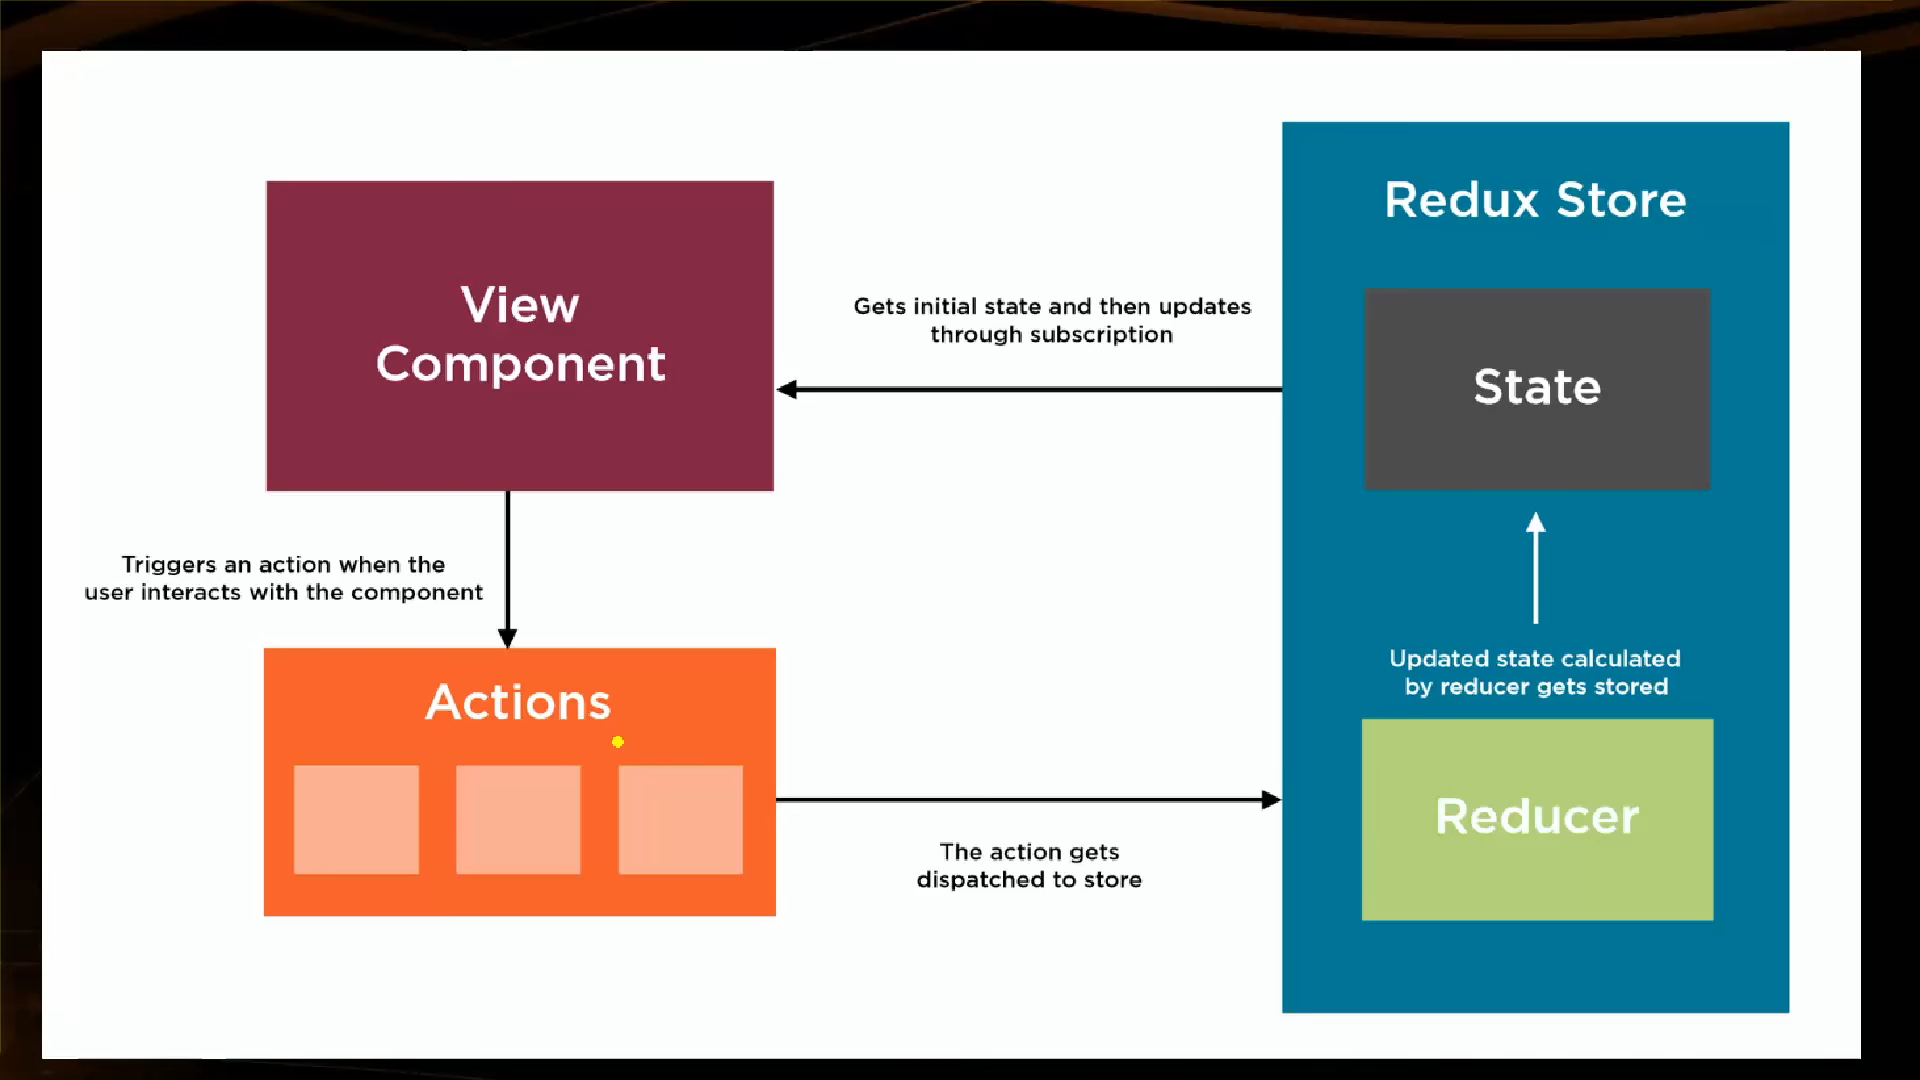 Redux Store
View
Component
Gets initial state and then updates
through subscription
State
Triggers an action when the
user interacts with the component
Actions
Updated state calculated
by reducer gets stored
Reducer
The action gets
dispatched to store